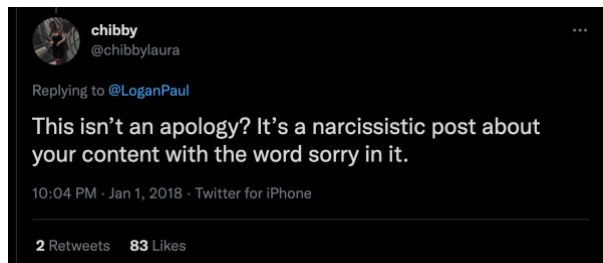 chibby
@chibbylaura
Replying to @LoganPaul
This isn’t an apology? It’s a narcissistic post about
your content with the word sorry in it.
10:04 PM · Jan 1, 2018 · Twitter for iPhone
2 Retweets 83 Likes